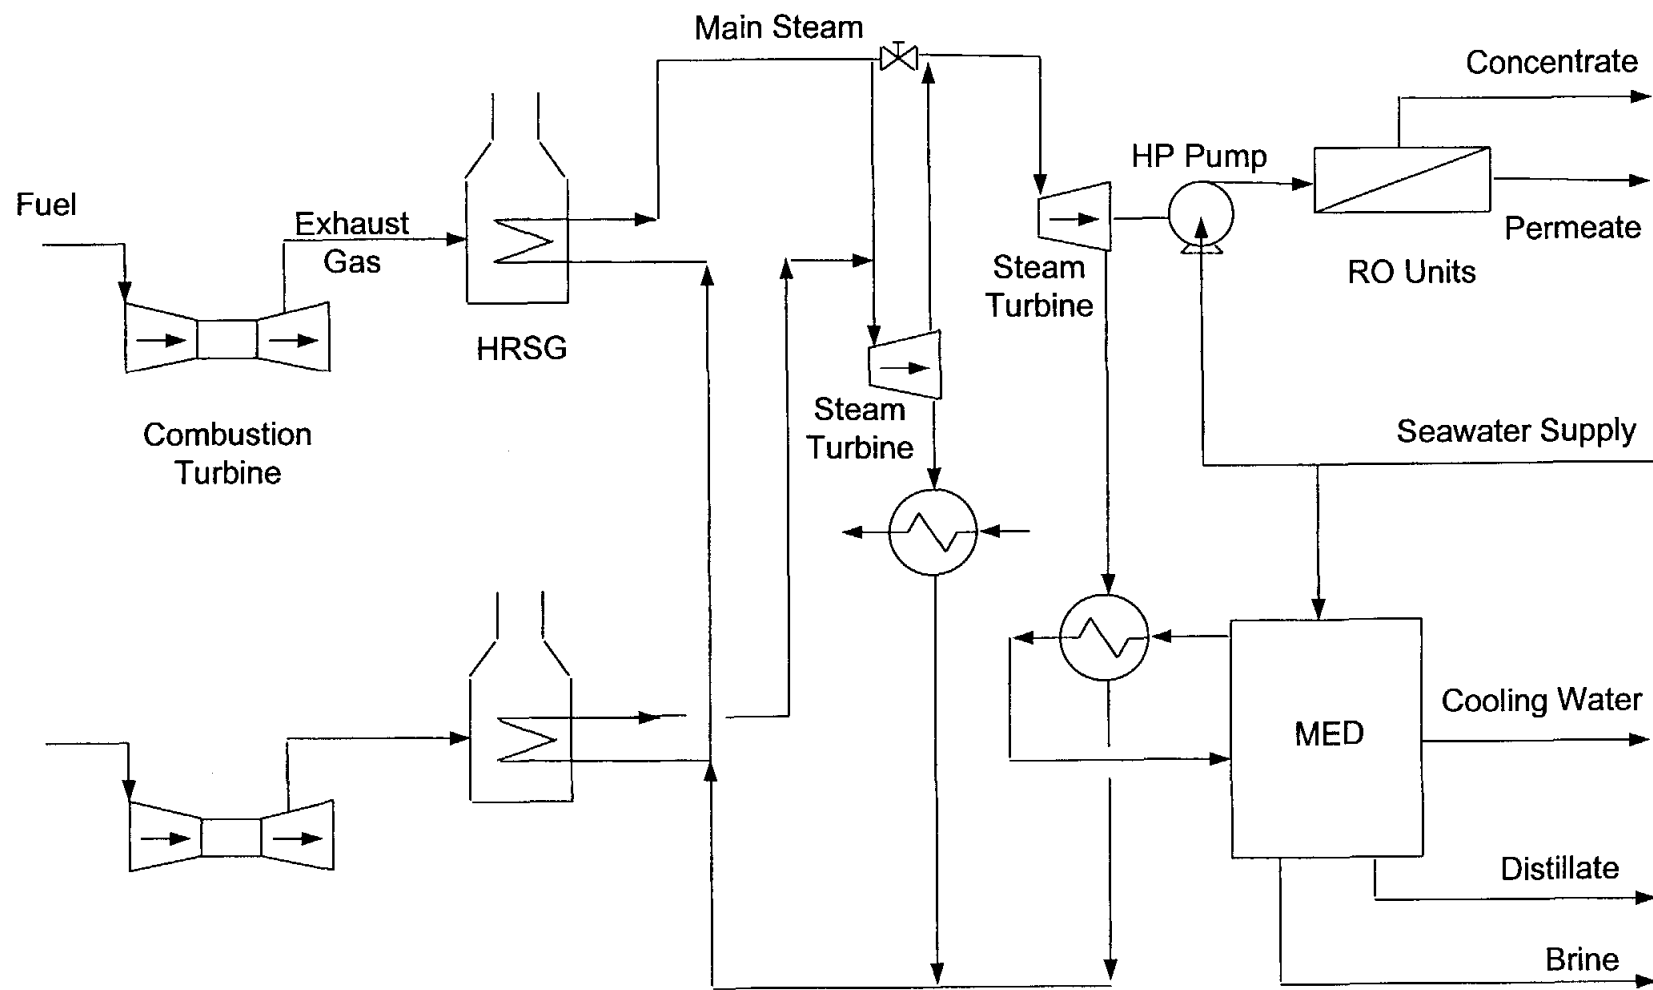 Main Steam
Concentrate
HP Pump
Fuel
Exhaust
Gas
Permeate
Steam
Turbine
RO Units
HRSG
Steam
Turbine
Combustion
Turbine
Seawater Supply
Cooling Water
MED
Distillate
Brine